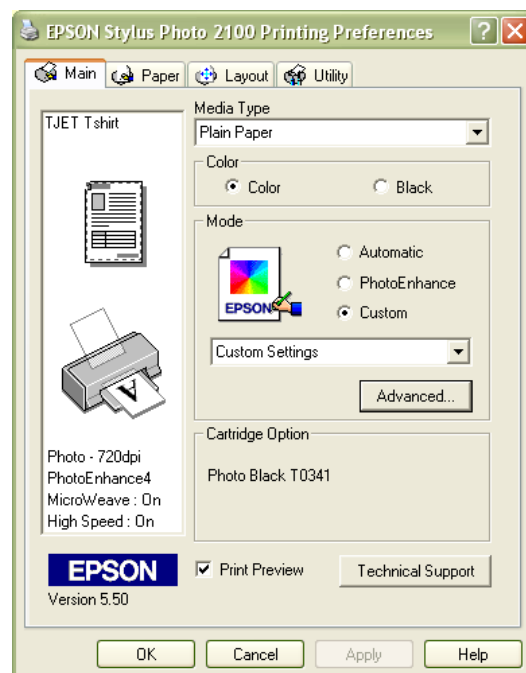 EPSON Stylus Photo 2100 Printing Preferences
Main Paper Layout Utility
TJET Tshirt
Media Type
Plain Paper
Color
Color Black
Mode
Automatic
PhotoEnhance
Custom
EPSON
Custom Settings
Advanced...
Cartridge Option
Photo Black T0341
Photo - 720dpi
PhotoEnhance4
MicroWeave : On
High Speed : On
EPSON
Version 5.50
Print Preview
Technical Support
OK Cancel Apply Help